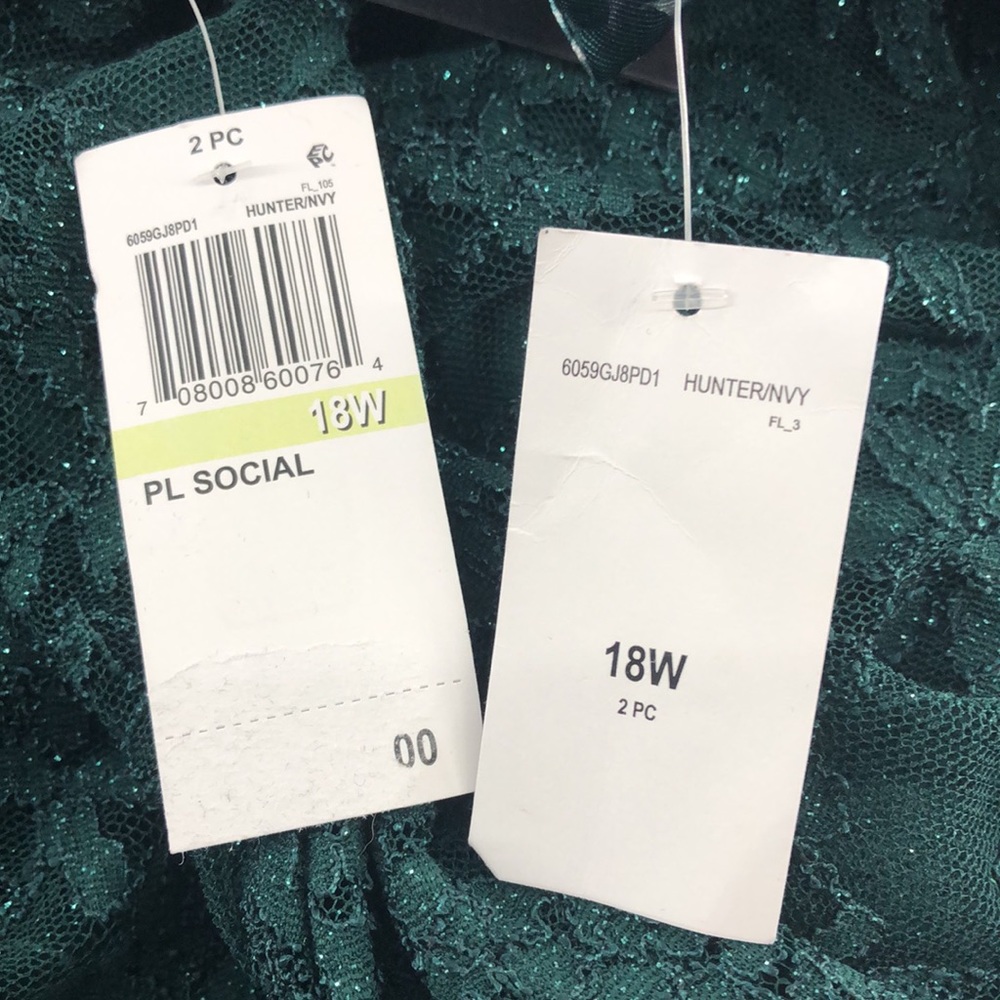 2 PC
EPC
FL_105
HUNTER/NVY
6059GJ8PD1
7 08008 60076 4
18W
PL SOCIAL
00
6059GJ8PD1 HUNTER/NVY
FL_3
18W
2 PC